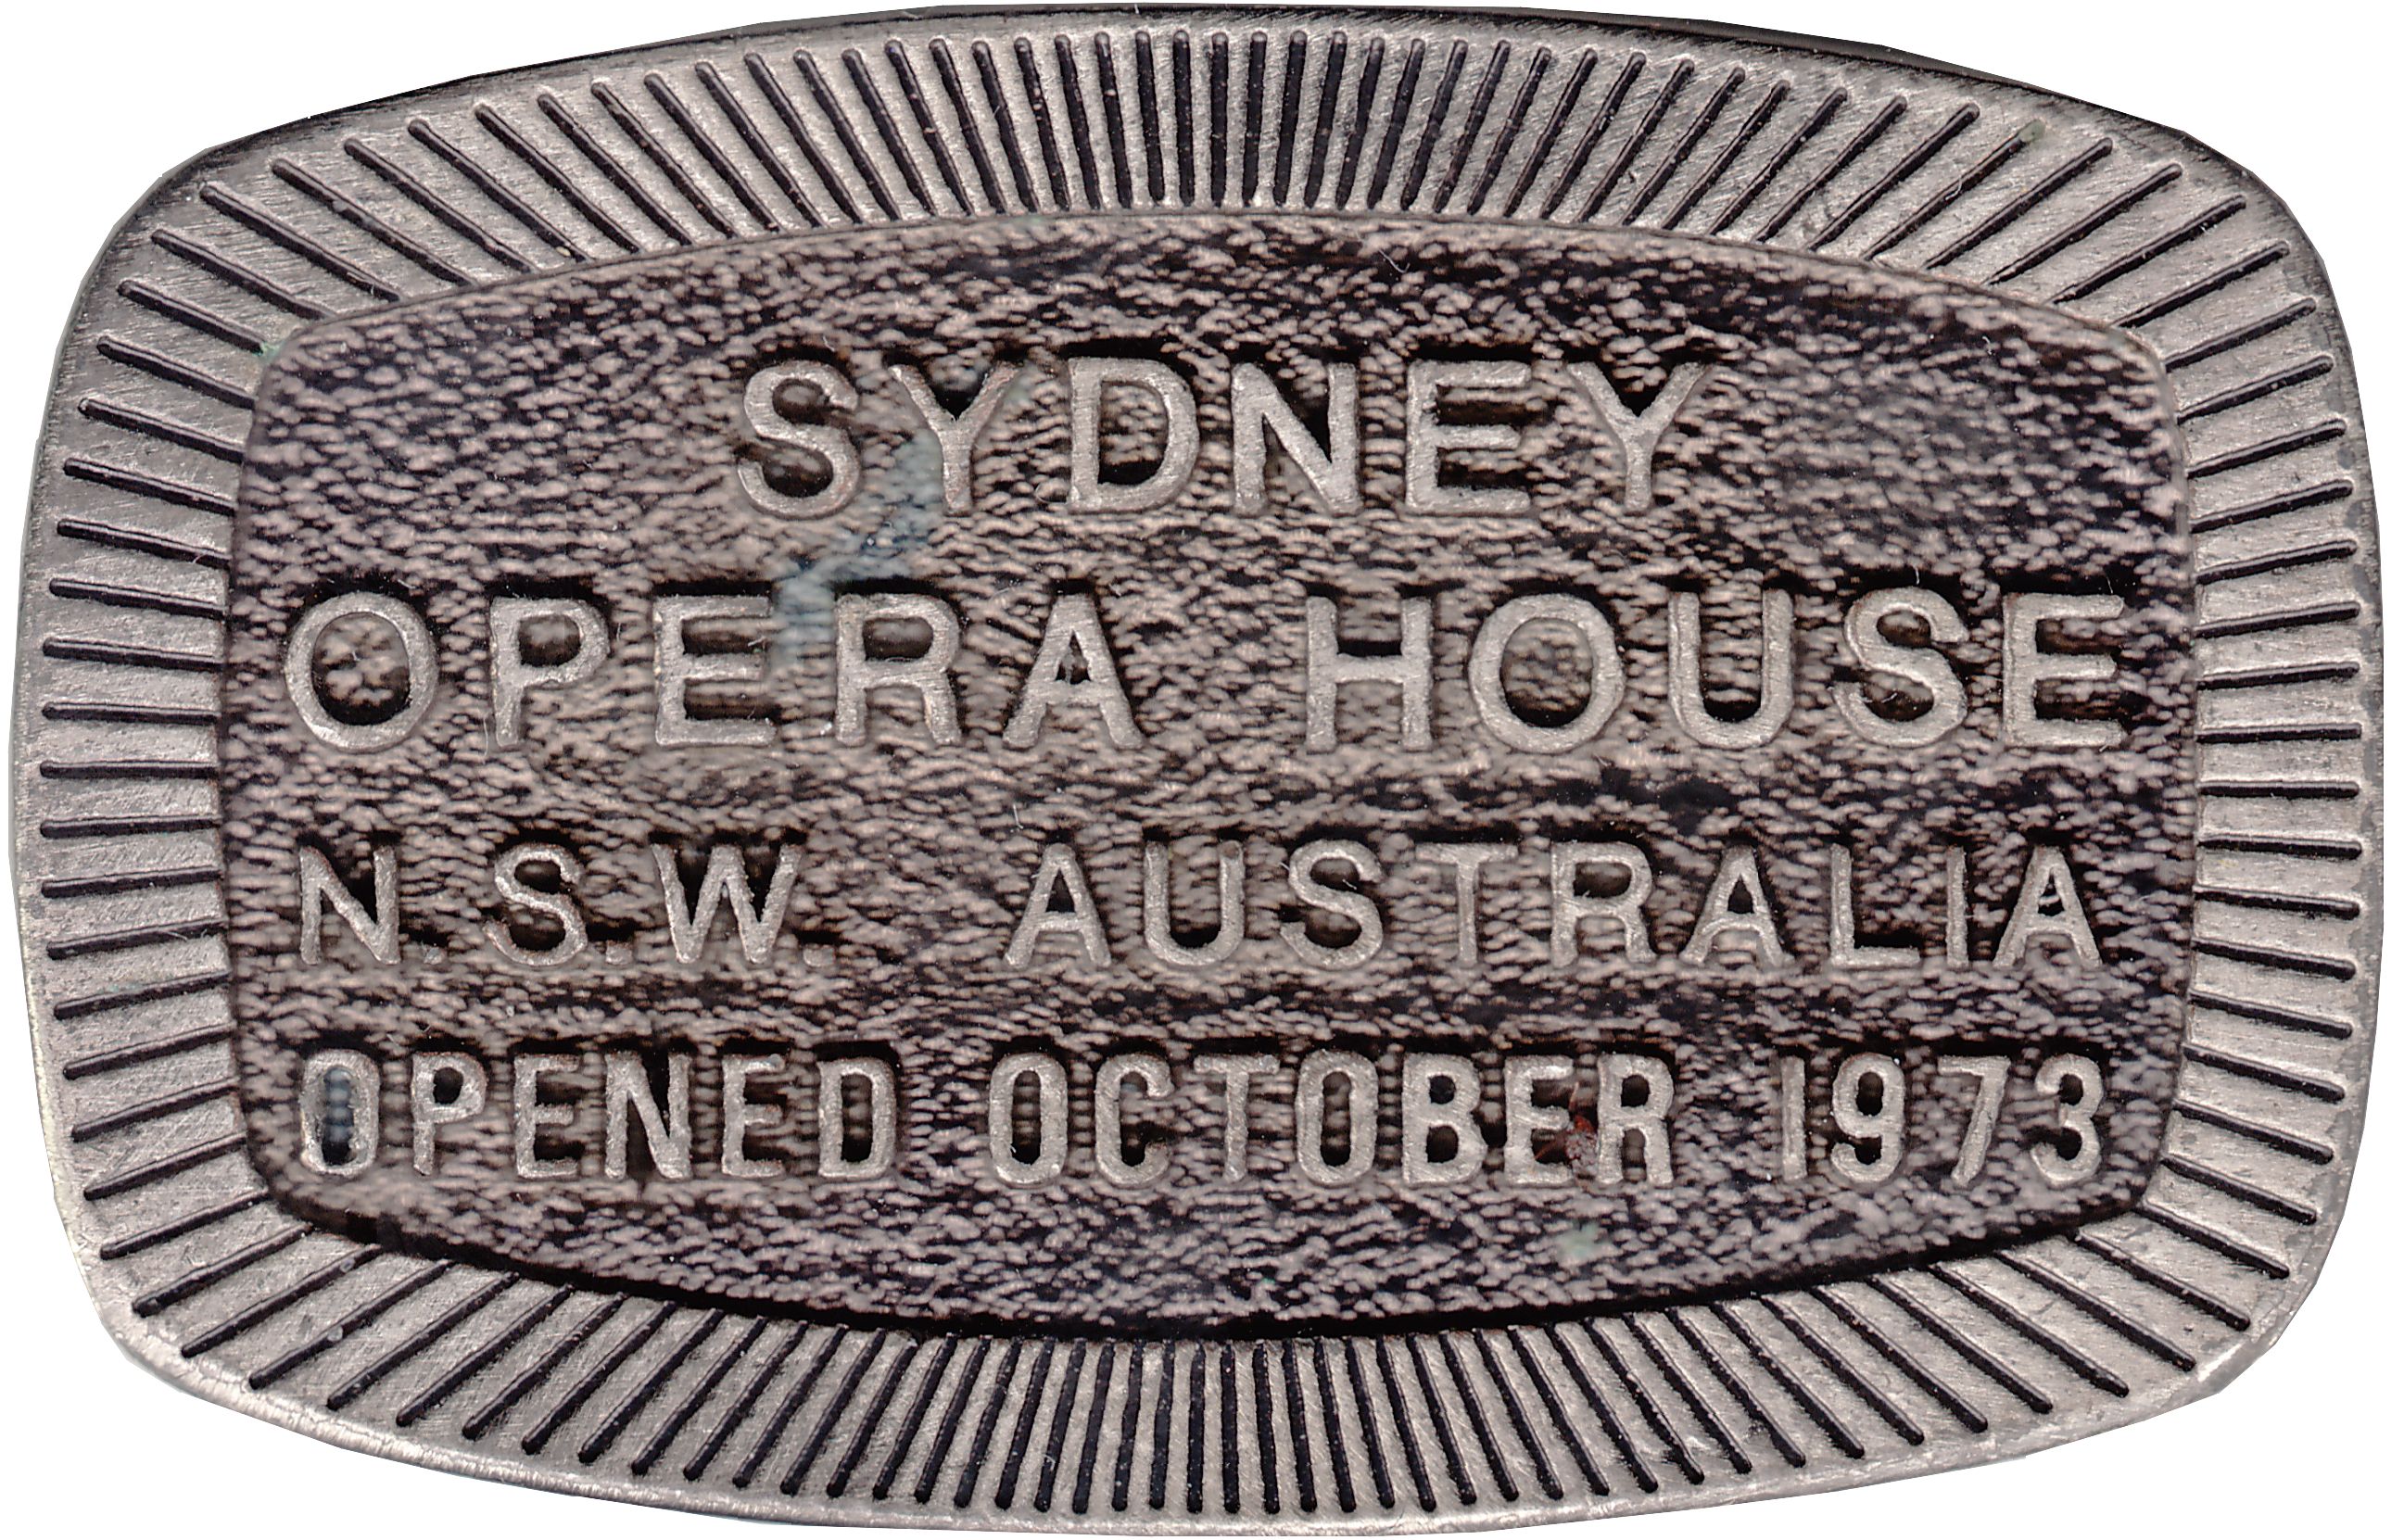 SYDNEY
OPERA HOUSE
N.S.W. AUSTRALIA
OPENED OCTOBER 1973